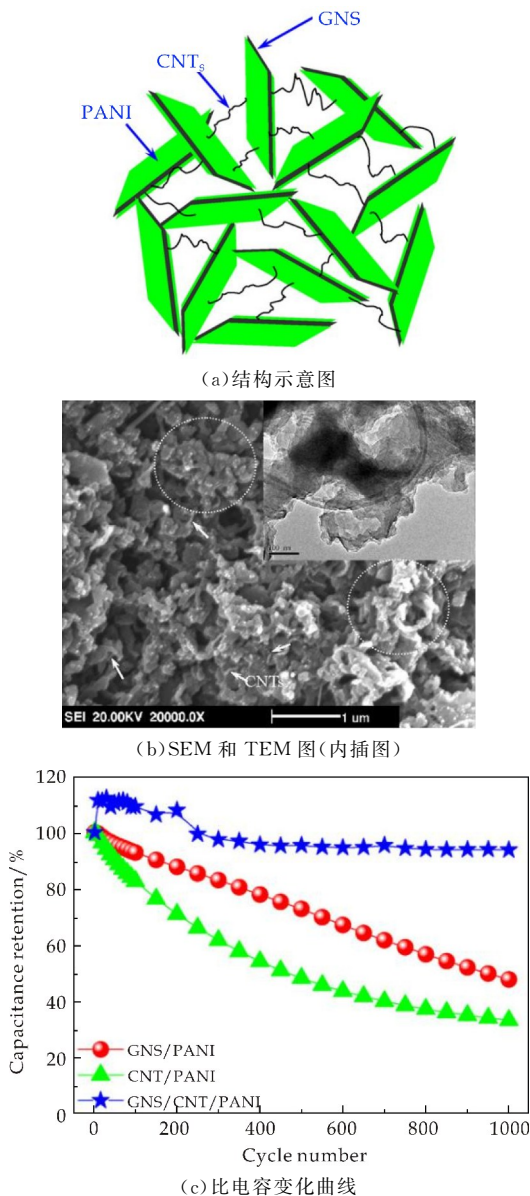 GNS
CNTs
PANI
(a)结构示意图
CNTs
SEI 20.00KV 20000.0X 1 um
(b)SEM 和 TEM 图(内插图)
120
100
80
60
40
20
0
Capacitance retention/%
GNS/PANI
CNT/PANI
GNS/CNT/PANI
0 200 400 600 800 1000
Cycle number
(c)比电容变化曲线